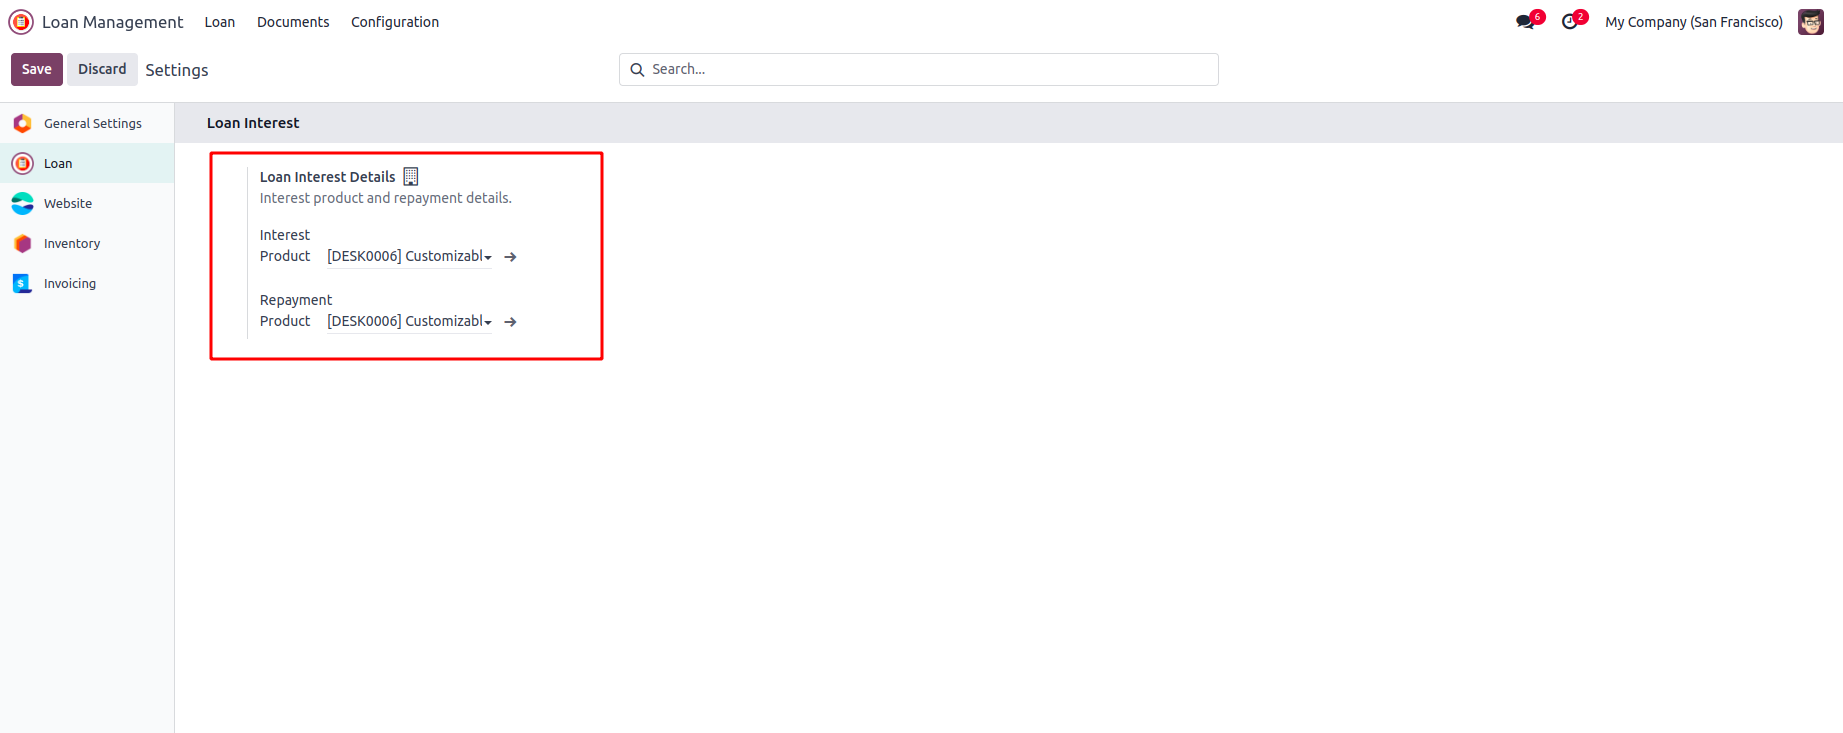 Loan Management Loan Documents Configuration 6 2 My Company (San Francisco)
Save Discard Settings Search...
General Settings
Loan
Website
Inventory
Invoicing
Loan Interest
Loan Interest Details
Interest product and repayment details.
Interest
Product [DESK0006] Customizabl
Repayment
Product [DESK0006] Customizabl